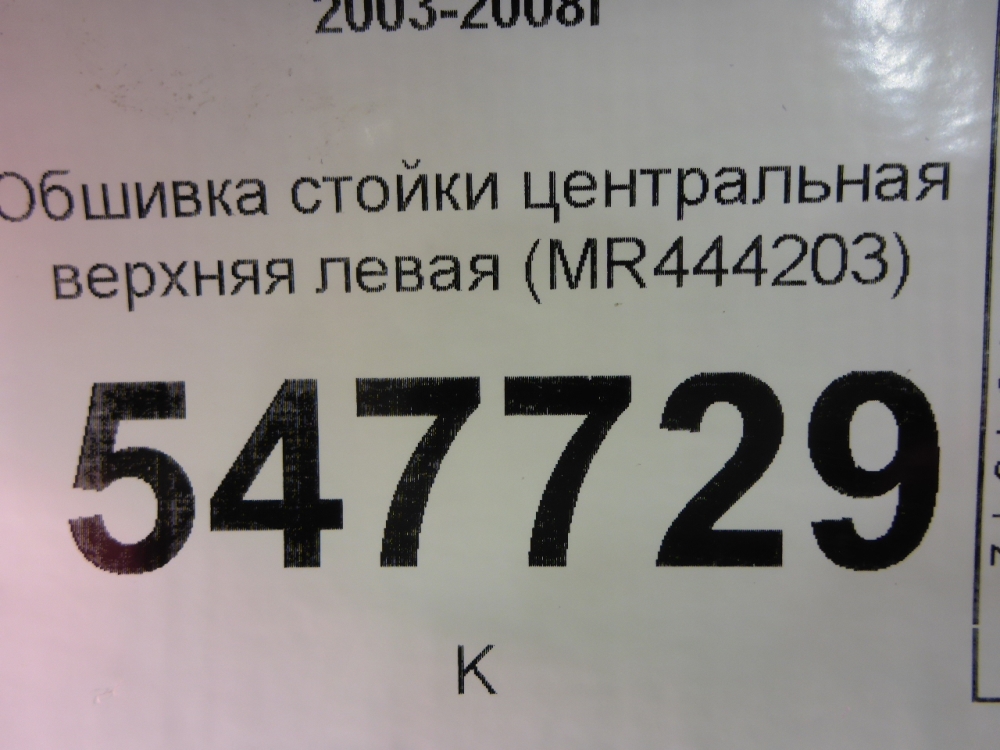 2003-2008г
Обшивка стойки центральная
верхняя левая (MR444203)
547729
К